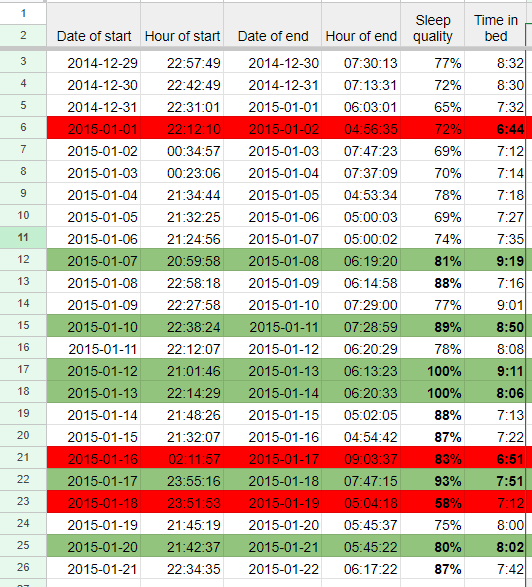 1
2 Date of start Hour of start Date of end Hour of end Sleep quality Time in bed
3 2014-12-29 22:57:49 2014-12-30 07:30:13 77% 8:32
4 2014-12-30 22:42:49 2014-12-31 07:13:31 72% 8:30
5 2014-12-31 22:31:01 2015-01-01 06:03:01 65% 7:32
6 2015-01-01 22:12:10 2015-01-02 04:56:35 72% 6:44
7 2015-01-02 00:34:57 2015-01-03 07:47:23 69% 7:12
8 2015-01-03 00:23:06 2015-01-04 07:37:09 70% 7:14
9 2015-01-04 21:34:44 2015-01-05 04:53:34 78% 7:18
10 2015-01-05 21:32:25 2015-01-06 05:00:03 69% 7:27
11 2015-01-06 21:24:56 2015-01-07 05:00:02 74% 7:35
12 2015-01-07 20:59:58 2015-01-08 06:19:20 81% 9:19
13 2015-01-08 22:58:18 2015-01-09 06:14:58 88% 7:16
14 2015-01-09 22:27:58 2015-01-10 07:29:00 77% 9:01
15 2015-01-10 22:38:24 2015-01-11 07:28:59 89% 8:50
16 2015-01-11 22:12:07 2015-01-12 06:20:29 78% 8:08
17 2015-01-12 21:01:46 2015-01-13 06:13:23 100% 9:11
18 2015-01-13 22:14:29 2015-01-14 06:20:33 100% 8:06
19 2015-01-14 21:48:26 2015-01-15 05:02:05 88% 7:13
20 2015-01-15 21:32:07 2015-01-16 04:54:42 87% 7:22
21 2015-01-16 02:11:57 2015-01-17 09:03:37 83% 6:51
22 2015-01-17 23:55:16 2015-01-18 07:47:15 93% 7:51
23 2015-01-18 23:51:53 2015-01-19 05:04:18 58% 7:12
24 2015-01-19 21:45:19 2015-01-20 05:45:37 75% 8:00
25 2015-01-20 21:42:37 2015-01-21 05:45:22 80% 8:02
26 2015-01-21 22:34:35 2015-01-22 06:17:22 87% 7:42